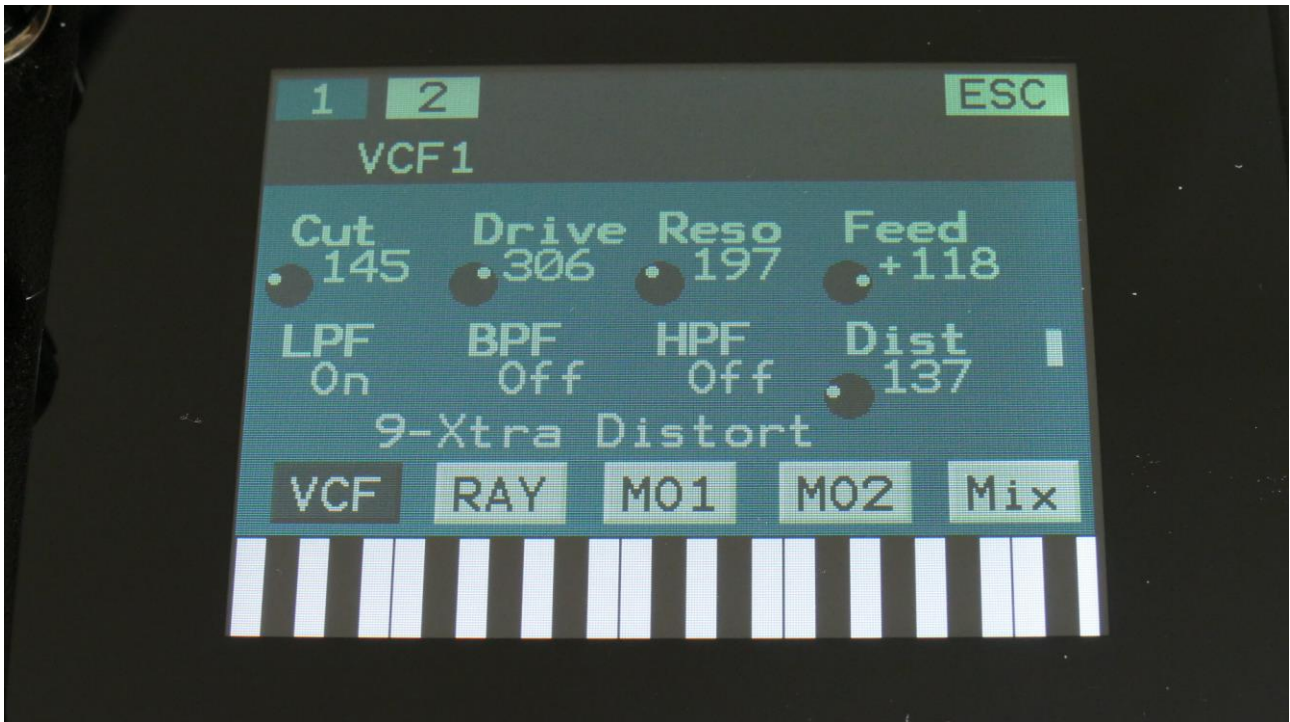 1 2 ESC
VCF1
Cut Drive Reso Feed
145 306 197 +118
LPF BPF HPF Dist
On Off Off 137
9-Xtra Distort
VCF RAY MO1 MO2 Mix